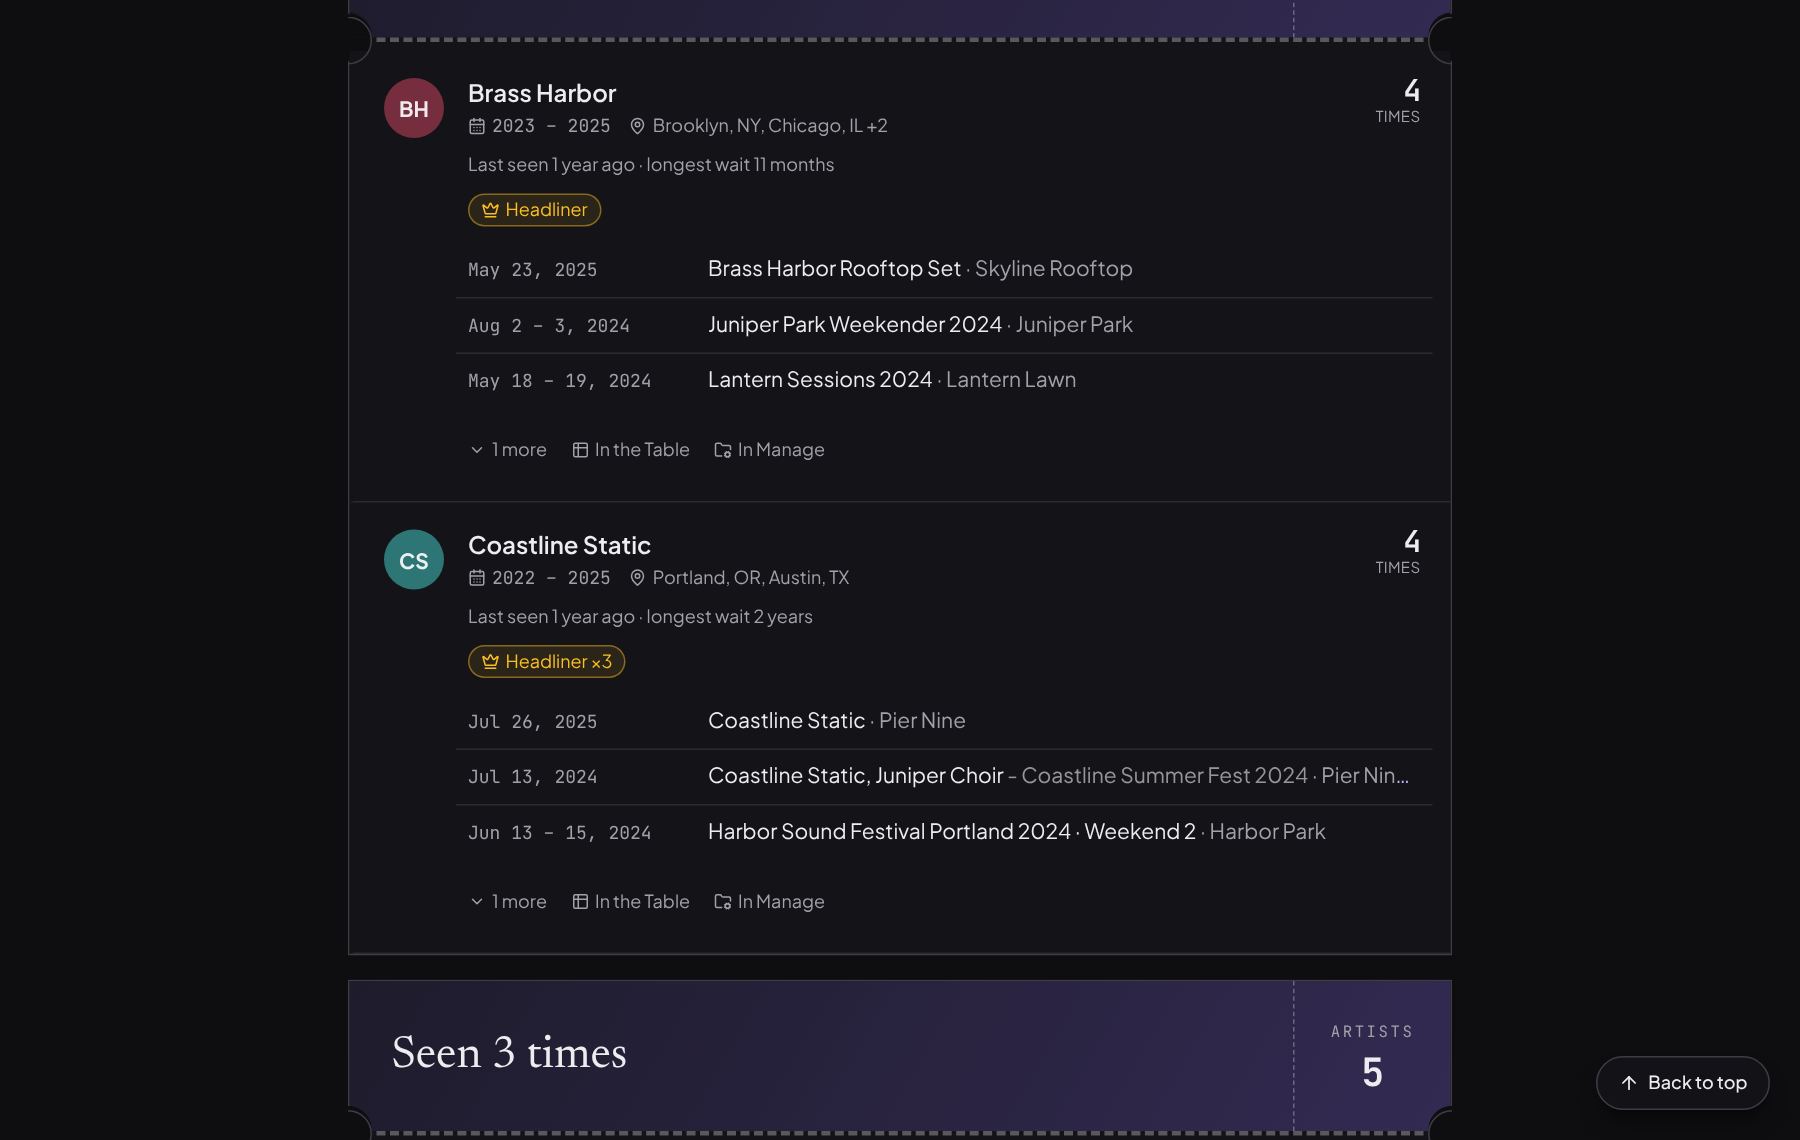 BH
Brass Harbor
4
TIMES
2023 – 2025 Brooklyn, NY, Chicago, IL +2
Last seen 1 year ago · longest wait 11 months
Headliner
May 23, 2025 Brass Harbor Rooftop Set · Skyline Rooftop
Aug 2 – 3, 2024 Juniper Park Weekender 2024 · Juniper Park
May 18 – 19, 2024 Lantern Sessions 2024 · Lantern Lawn
1 more In the Table In Manage
CS
Coastline Static
4
TIMES
2022 – 2025 Portland, OR, Austin, TX
Last seen 1 year ago · longest wait 2 years
Headliner ×3
Jul 26, 2025 Coastline Static · Pier Nine
Jul 13, 2024 Coastline Static, Juniper Choir – Coastline Summer Fest 2024 · Pier Nin…
Jun 13 – 15, 2024 Harbor Sound Festival Portland 2024 · Weekend 2 · Harbor Park
1 more In the Table In Manage
Seen 3 times
ARTISTS
5
Back to top